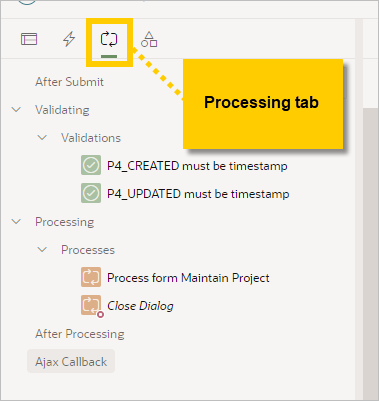 Processing tab
After Submit
Validating
Validations
P4_CREATED must be timestamp
P4_UPDATED must be timestamp
Processing
Processes
Process form Maintain Project
Close Dialog
After Processing
Ajax Callback